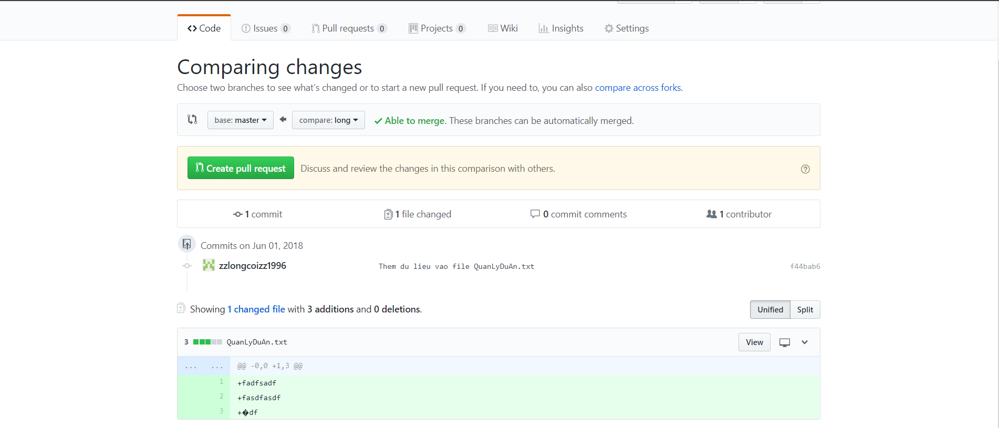 Code Issues 0 Pull requests 0 Projects 0 Wiki Insights Settings
Comparing changes
Choose two branches to see what's changed or to start a new pull request. If you need to, you can also compare across forks.
base: master compare: long Able to merge. These branches can be automatically merged.
Create pull request Discuss and review the changes in this comparison with others.
1 commit 1 file changed 0 commit comments 1 contributor
Commits on Jun 01, 2018
zzlongcoizz1996 Them du lieu vao file QuanLyDuAn.txt f44bab6
Showing 1 changed file with 3 additions and 0 deletions. Unified Split
3 QuanLyDuAn.txt View
... ... @@ -0,0 +1,3 @@
1 +fadfsadf
2 +fasdfasdf
3 +�df